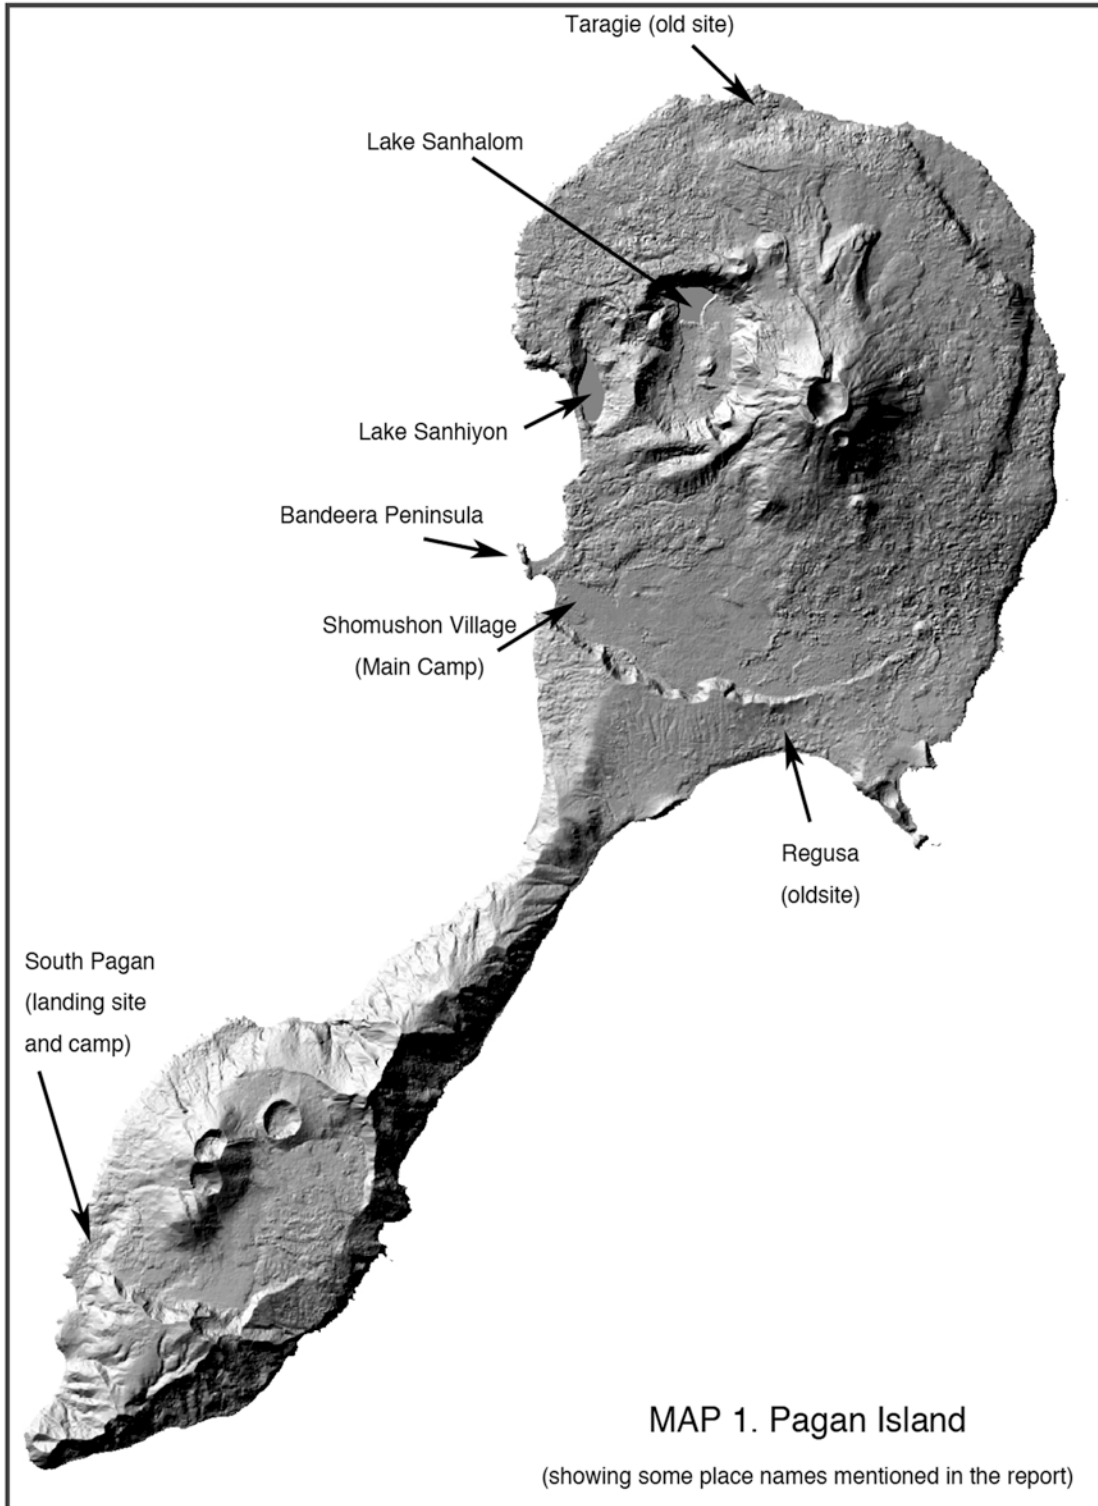 Taragie (old site)
Lake Sanhalom
Lake Sanhiyon
Bandeera Peninsula
Shomushon Village
(Main Camp)
Regusa
(oldsite)
South Pagan
(landing site
and camp)
MAP 1. Pagan Island
(showing some place names mentioned in the report)